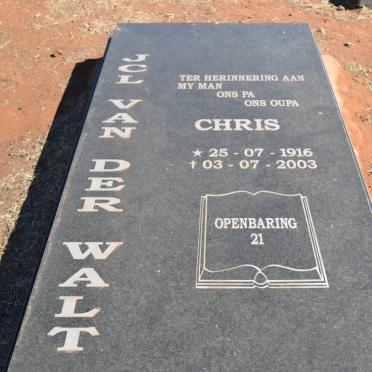 JCL VAN DER WALT
TER HERINNERING AAN
MY MAN
ONS PA
ONS OUPA
CHRIS
★ 25 - 07 - 1916
✝ 03 - 07 - 2003
OPENBARING
21